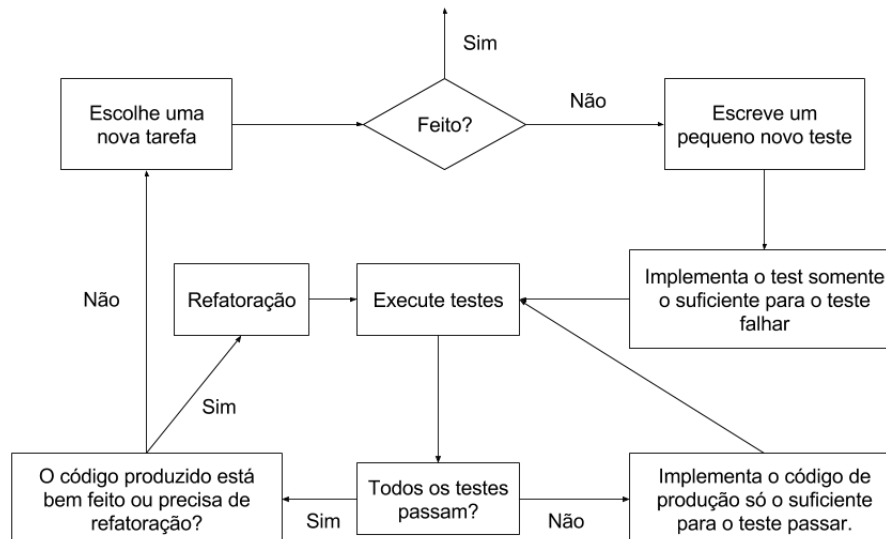 Sim
Escolhe uma
nova tarefa
Feito?
Não
Escreve um
pequeno novo teste
Não
Refatoração
Execute testes
Implementa o test somente
o suficiente para o teste
falhar
Sim
O código produzido está
bem feito ou precisa de
refatoração?
Sim
Todos os testes
passam?
Não
Implementa o código de
produção só o suficiente
para o teste passar.